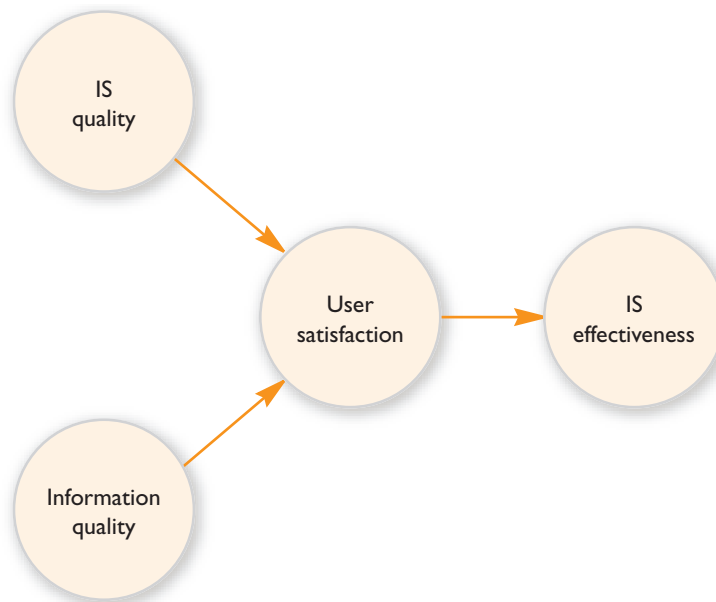 IS
quality
User
satisfaction
IS
effectiveness
Information
quality